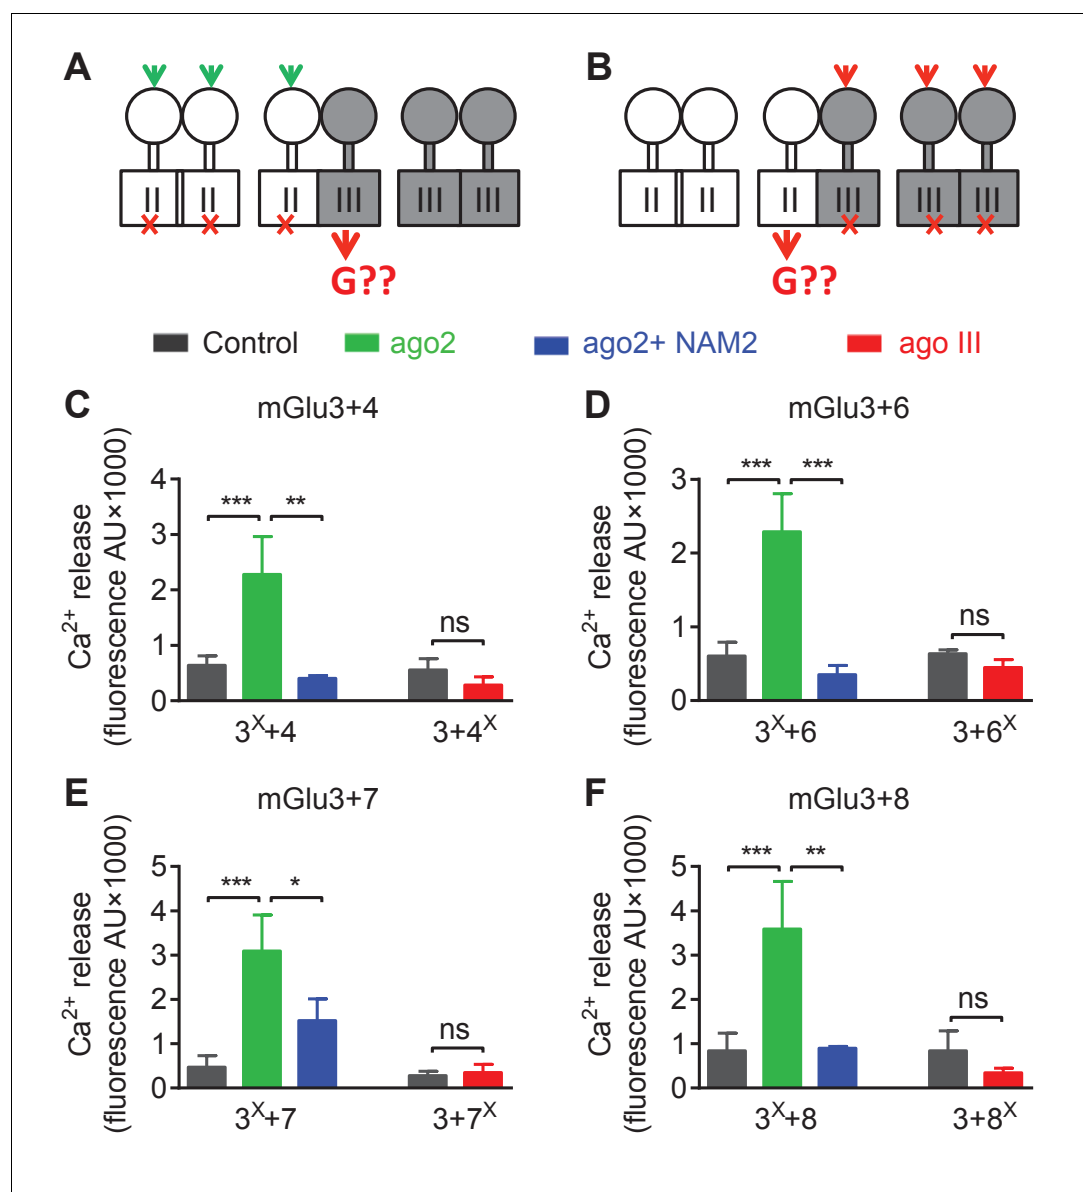 A
B
II II II III III III
II II II III III III
G??
G??
Control ago2 ago2+ NAM2 ago III
C
mGlu3+4
Ca²⁺ release
(fluorescence AU×1000)
4
3
2
1
0
*** **
ns
3ˣ+4 3+4ˣ
D
mGlu3+6
Ca²⁺ release
(fluorescence AU×1000)
3
2
1
0
*** ***
ns
3ˣ+6 3+6ˣ
E
mGlu3+7
Ca²⁺ release
(fluorescence AU×1000)
5
4
3
2
1
0
*** *
ns
3ˣ+7 3+7ˣ
F
mGlu3+8
Ca²⁺ release
(fluorescence AU×1000)
5
4
3
2
1
0
*** **
ns
3ˣ+8 3+8ˣ